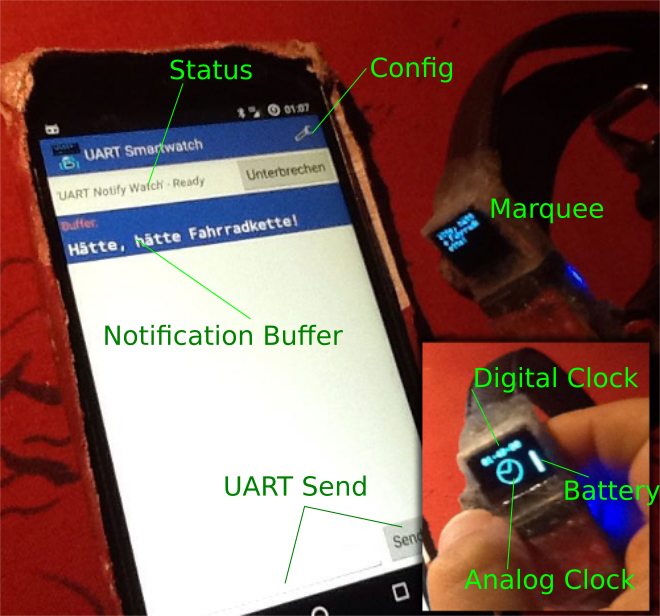 Status
Config
01:07
UART Smartwatch
'UART Notify Watch' - Ready
Unterbrechen
Buffer:
Hätte, hätte Fahrradkette!
Marquee
Notification Buffer
Digital Clock
UART Send
Battery
Send
Analog Clock